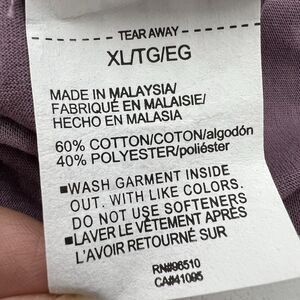 TEAR AWAY
XL/TG/EG
MADE IN MALAYSIA/
FABRIQUÉ EN MALAISIE/
HECHO EN MALASIA
60% COTTON/COTON/algodón
40% POLYESTER/poliéster
■WASH GARMENT INSIDE
OUT. WITH LIKE COLORS.
DO NOT USE SOFTENERS
■LAVER LE VÊTEMENT APRÈS
L'AVOIR RETOURNÉ SUR
RN#96510
CA#41095